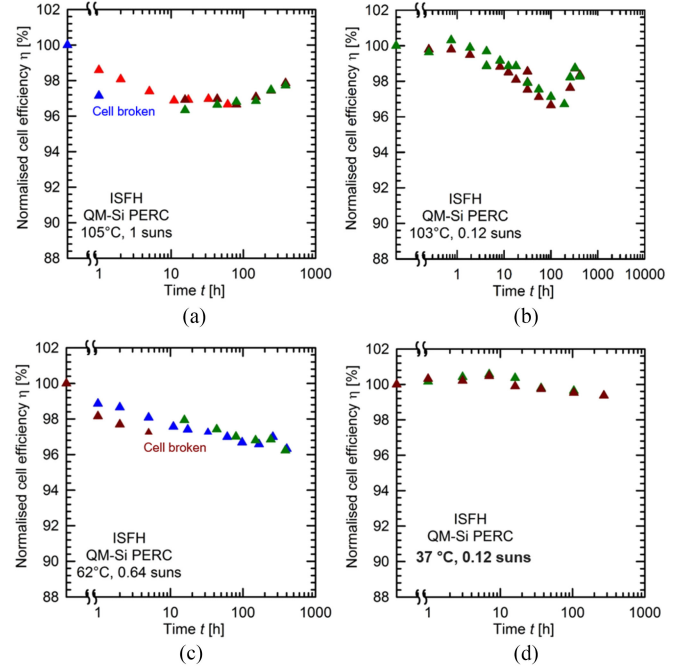 102
100
98
96
94
92
90
88
Normalised cell efficiency η [%]
Cell broken
ISFH
QM-Si PERC
105°C, 1 suns
1 10 100 1000
Time t [h]
(a)
102
100
98
96
94
92
90
88
Normalised cell efficiency η [%]
ISFH
QM-Si PERC
103°C, 0.12 suns
1 10 100 1000 10000
Time t [h]
(b)
102
100
98
96
94
92
90
88
Normalised cell efficiency η [%]
Cell broken
ISFH
QM-Si PERC
62°C, 0.64 suns
1 10 100 1000
Time t [h]
(c)
102
100
98
96
94
92
90
88
Normalised cell efficiency η [%]
ISFH
QM-Si PERC
37 °C, 0.12 suns
1 10 100 1000
Time t [h]
(d)